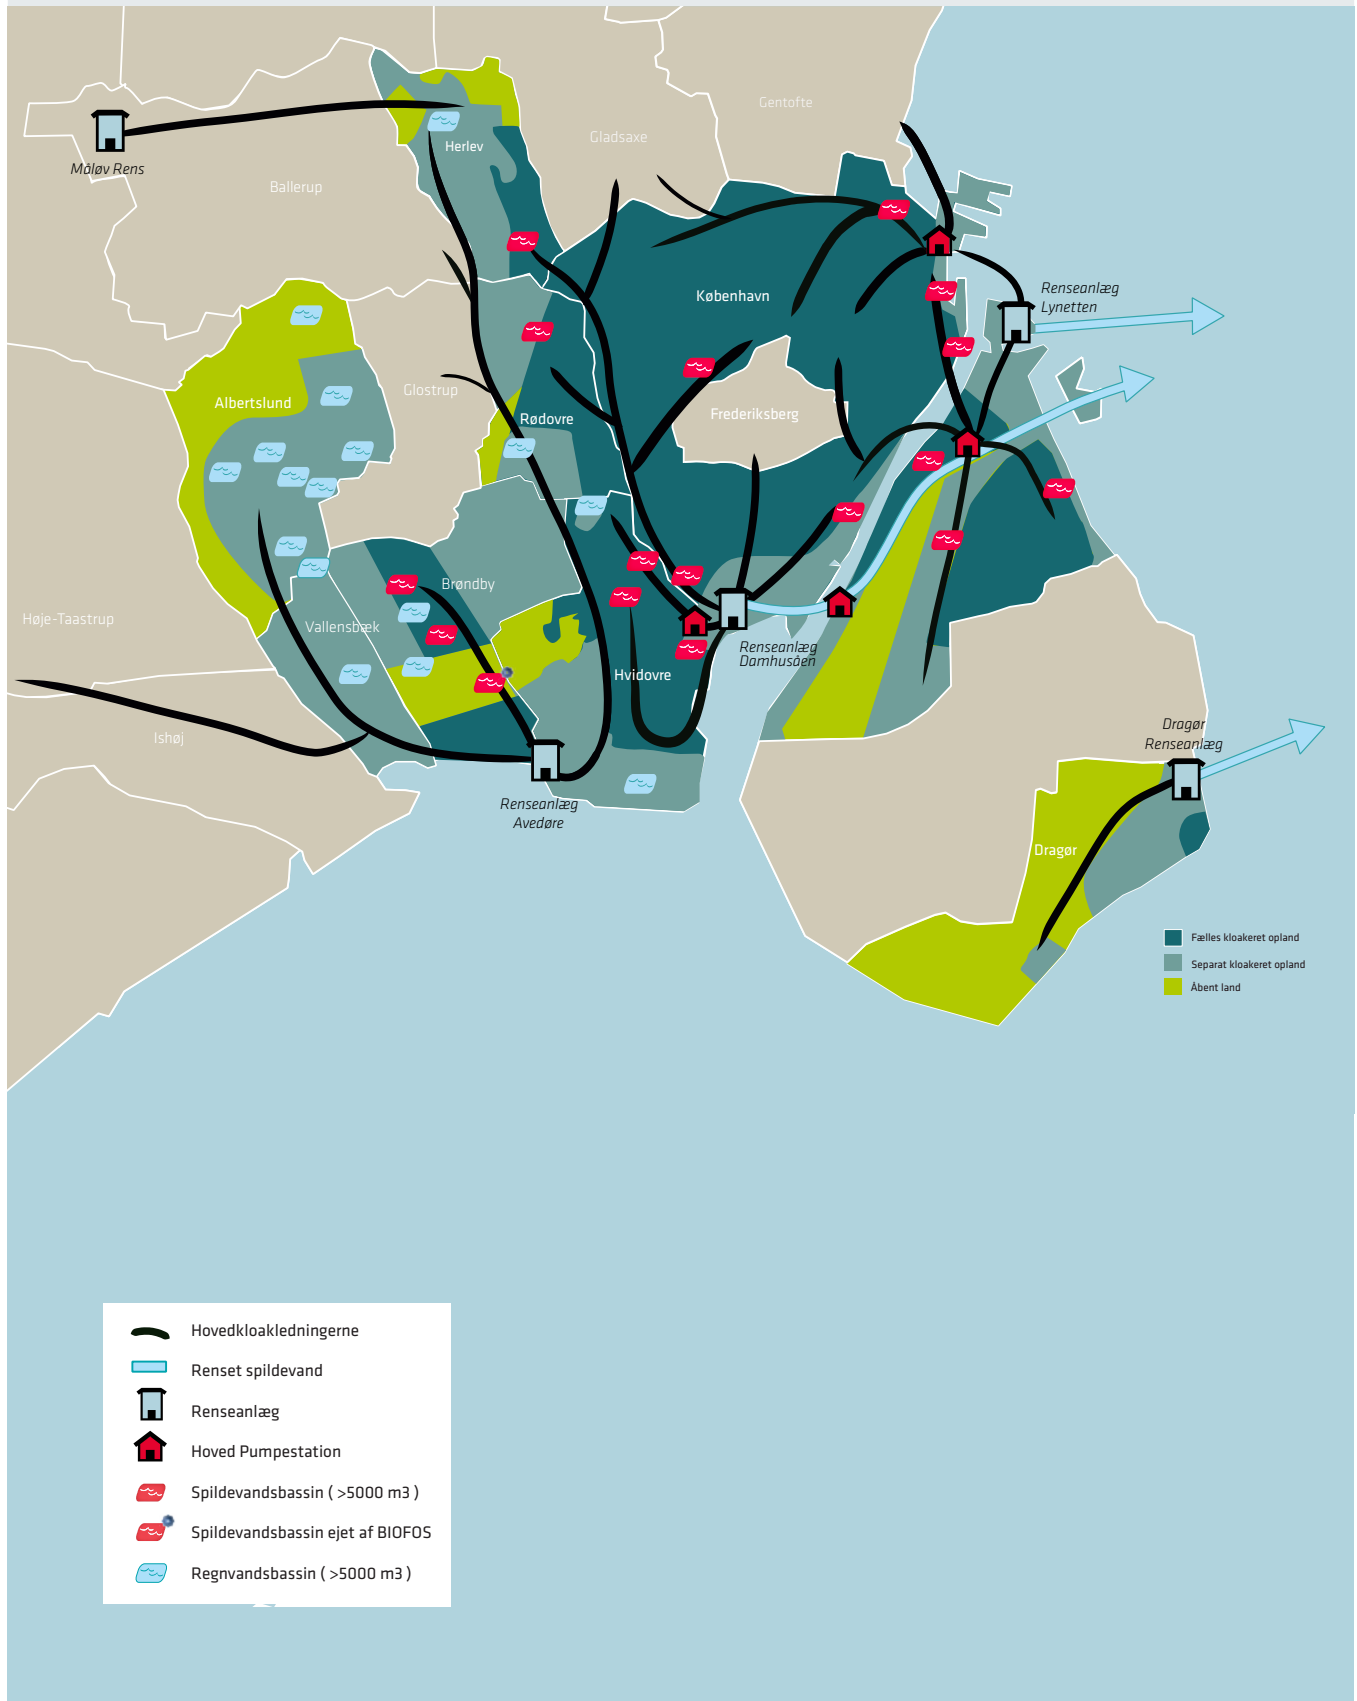 Gentofte
Gladsaxe
Herlev
Måløv Rens
Ballerup
København
Renseanlæg
Lynetten
Glostrup
Albertslund
Rødovre
Frederiksberg
Brøndby
Høje-Taastrup
Vallensbæk
Renseanlæg
Damhusåen
Hvidovre
Ishøj
Dragør
Renseanlæg
Renseanlæg
Avedøre
Dragør
Fælles kloakeret opland
Separat kloakeret opland
Åbent land
Hovedkloakledningerne
Renset spildevand
Renseanlæg
Hoved Pumpestation
Spildevandsbassin ( >5000 m3 )
Spildevandsbassin ejet af BIOFOS
Regnvandsbassin ( >5000 m3 )